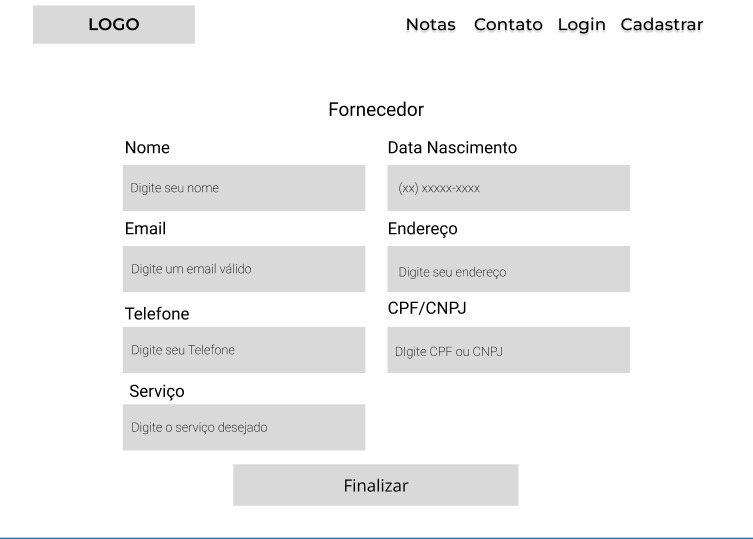 LOGO
Notas Contato Login Cadastrar
Fornecedor
Nome
Data Nascimento
Digite seu nome
(xx) xxxxx-xxxx
Email
Endereço
Digite um email válido
Digite seu endereço
Telefone
CPF/CNPJ
Digite seu Telefone
DIgite CPF ou CNPJ
Serviço
Digite o serviço desejado
Finalizar